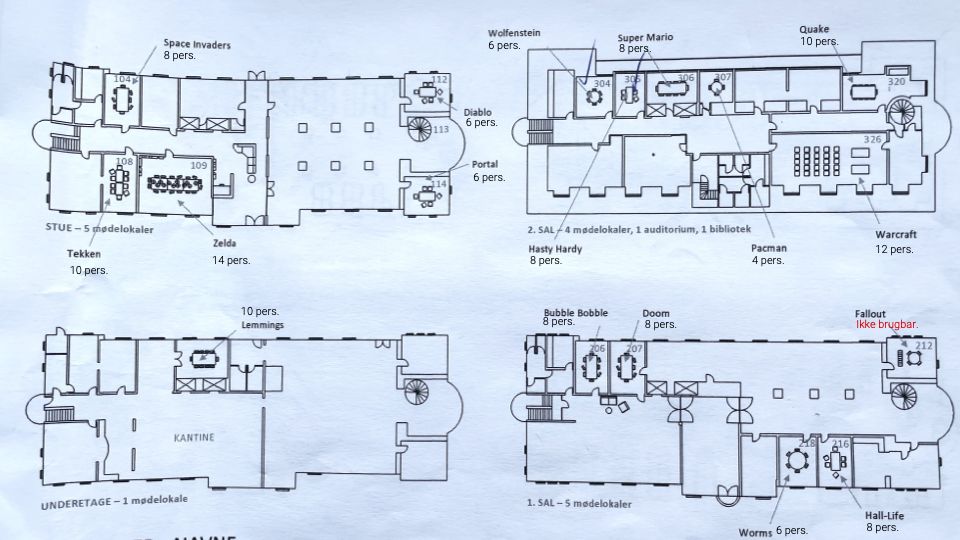 Space Invaders
8 pers.
104
112
Diablo
6 pers.
113
108
109
Portal
6 pers.
114
STUE – 5 mødelokaler
Tekken
10 pers.
Zelda
14 pers.
Wolfenstein
6 pers.
Super Mario
8 pers.
Quake
10 pers.
304
305
306
307
320
326
2. SAL – 4 mødelokaler, 1 auditorium, 1 bibliotek
Hasty Hardy
8 pers.
Pacman
4 pers.
Warcraft
12 pers.
10 pers.
Lemmings
KANTINE
UNDERETAGE – 1 mødelokale
Bubble Bobble
8 pers.
Doom
8 pers.
Fallout
Ikke brugbar.
206
207
212
218
216
1. SAL – 5 mødelokaler
Worms 6 pers.
Hall-Life
8 pers.